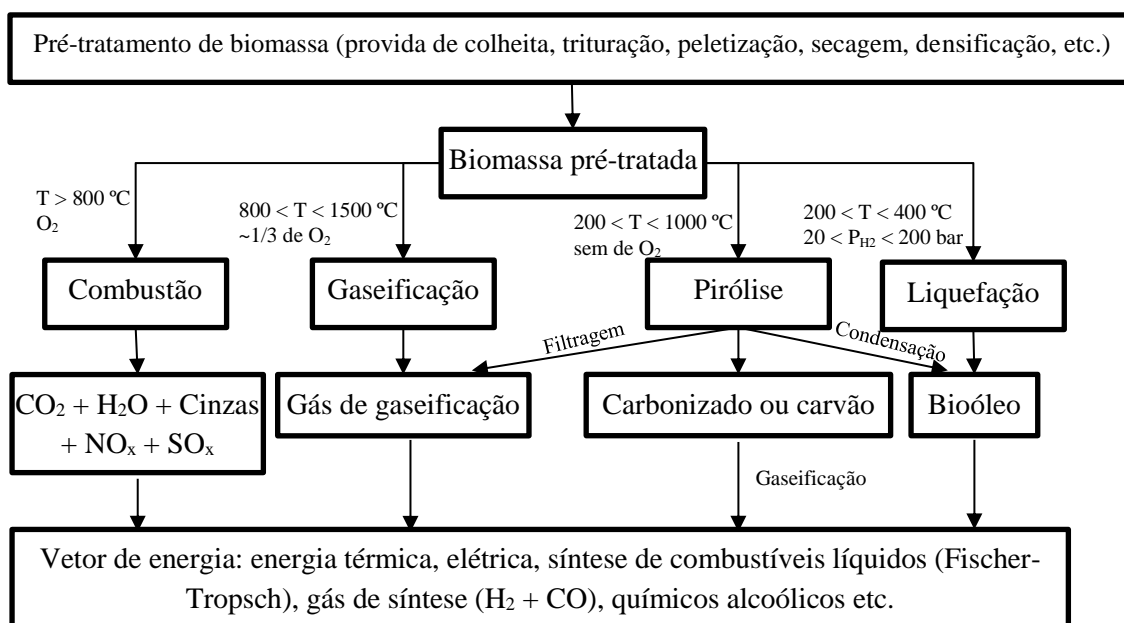 Pré-tratamento de biomassa (provida de colheita, trituração, peletização, secagem, densificação, etc.)
Biomassa pré-tratada
T > 800 ºC
O₂
800 < T < 1500 ºC
~1/3 de O₂
200 < T < 1000 ºC
sem de O₂
200 < T < 400 ºC
20 < P_H2 < 200 bar
Combustão
Gaseificação
Pirólise
Liquefação
Filtragem
Condensação
CO₂ + H₂O + Cinzas
+ NOₓ + SOₓ
Gás de gaseificação
Carbonizado ou carvão
Bioóleo
Gaseificação
Vetor de energia: energia térmica, elétrica, síntese de combustíveis líquidos (Fischer-
Tropsch), gás de síntese (H₂ + CO), químicos alcoólicos etc.